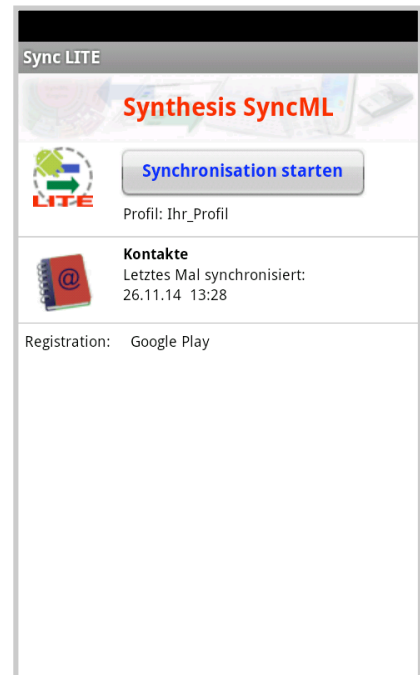 Sync LITE
Synthesis SyncML
LITE
Synchronisation starten
Profil: Ihr_Profil
@
Kontakte
Letztes Mal synchronisiert:
26.11.14 13:28
Registration: Google Play